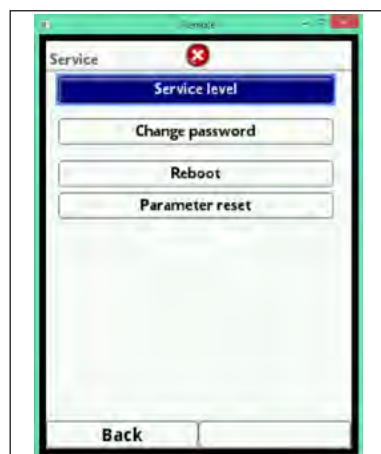 Service
Service level
Change password
Reboot
Parameter reset
Back